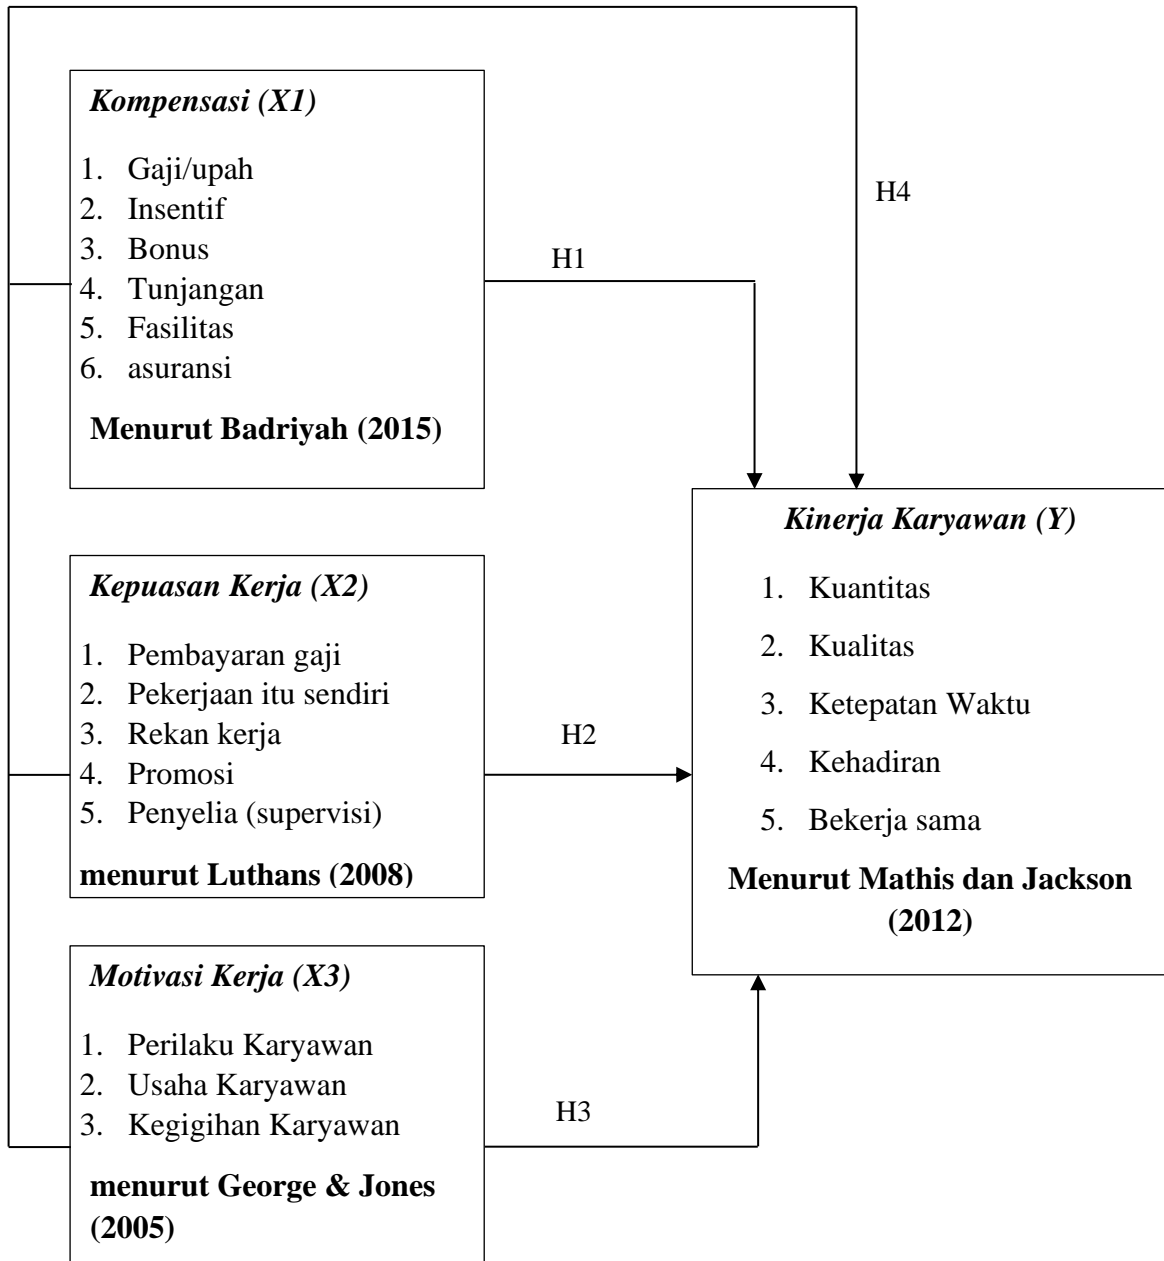 Kompensasi (X1)
1. Gaji/upah
2. Insentif
3. Bonus
4. Tunjangan
5. Fasilitas
6. asuransi
Menurut Badriyah (2015)
H1
H4
Kepuasan Kerja (X2)
1. Pembayaran gaji
2. Pekerjaan itu sendiri
3. Rekan kerja
4. Promosi
5. Penyelia (supervisi)
menurut Luthans (2008)
H2
Kinerja Karyawan (Y)
1. Kuantitas
2. Kualitas
3. Ketepatan Waktu
4. Kehadiran
5. Bekerja sama
Menurut Mathis dan Jackson
(2012)
Motivasi Kerja (X3)
1. Perilaku Karyawan
2. Usaha Karyawan
3. Kegigihan Karyawan
menurut George & Jones
(2005)
H3